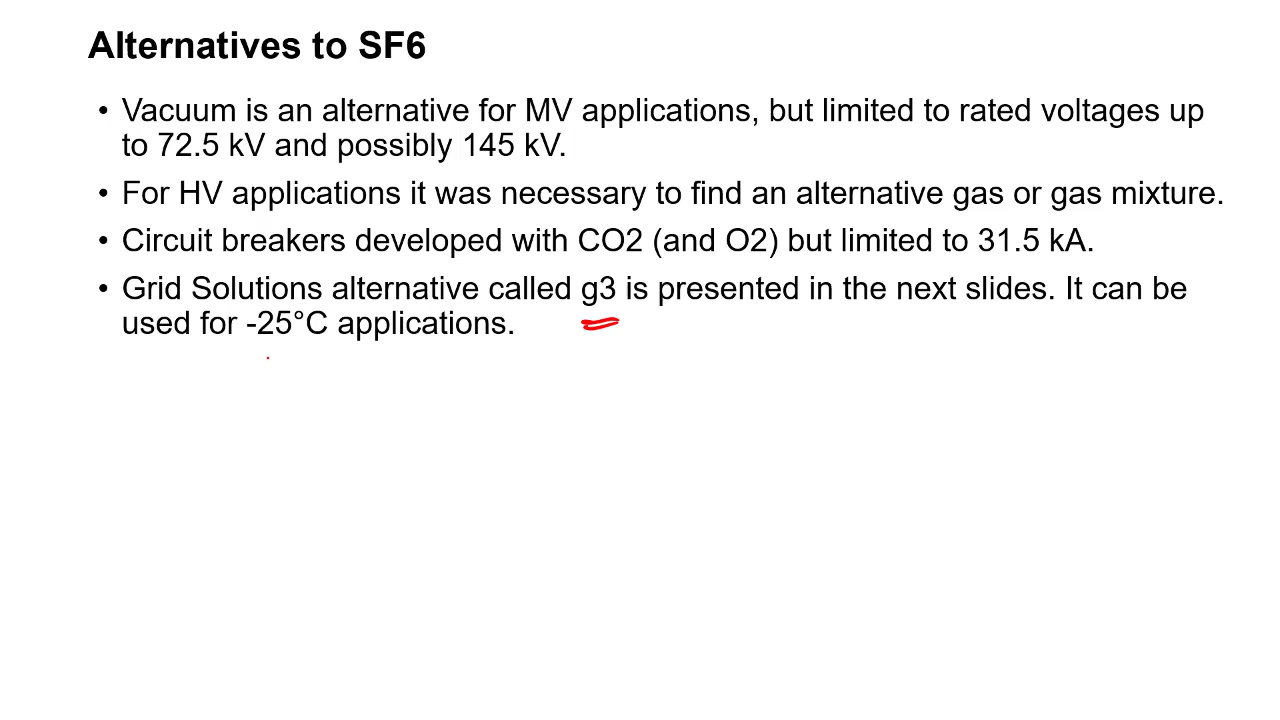 Alternatives to SF6
• Vacuum is an alternative for MV applications, but limited to rated voltages up
to 72.5 kV and possibly 145 kV.
• For HV applications it was necessary to find an alternative gas or gas mixture.
• Circuit breakers developed with CO2 (and O2) but limited to 31.5 kA.
• Grid Solutions alternative called g3 is presented in the next slides. It can be
used for -25°C applications.